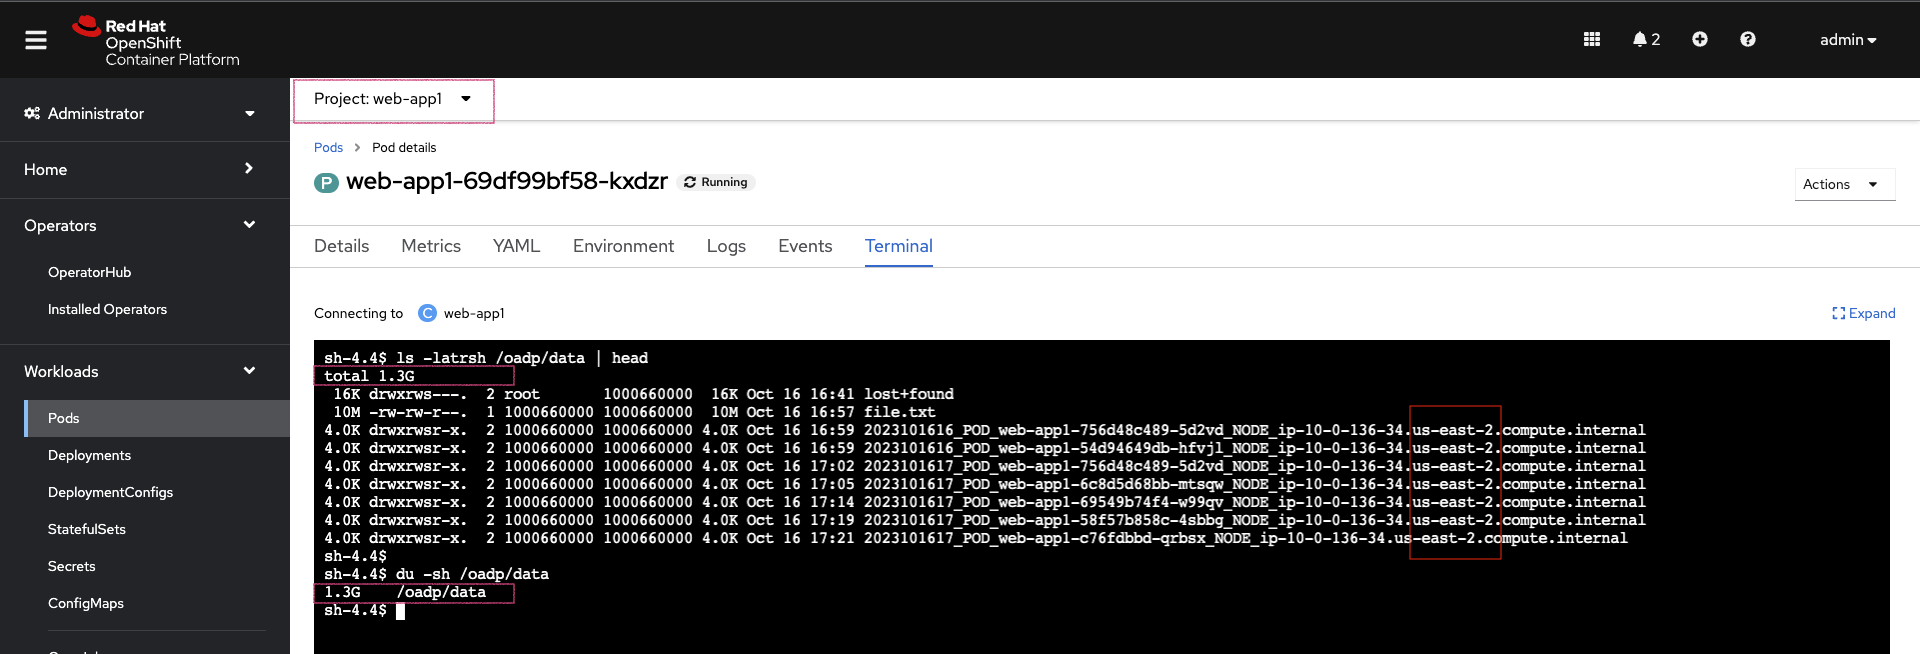 Red Hat
OpenShift
Container Platform
2
admin
Administrator
Home
Operators
OperatorHub
Installed Operators
Workloads
Pods
Deployments
DeploymentConfigs
StatefulSets
Secrets
ConfigMaps
Project: web-app1
Pods > Pod details
P web-app1-69df99bf58-kxdzr Running
Actions
Details Metrics YAML Environment Logs Events Terminal
Connecting to C web-app1
Expand
sh-4.4$ ls -latrsh /oadp/data | head
total 1.3G
16K drwxrws---. 2 root 1000660000 16K Oct 16 16:41 lost+found
10M -rw-rw-r--. 1 1000660000 1000660000 10M Oct 16 16:57 file.txt
4.0K drwxrwsr-x. 2 1000660000 1000660000 4.0K Oct 16 16:59 2023101616_POD_web-app1-756d48c489-5d2vd_NODE_ip-10-0-136-34.us-east-2.compute.internal
4.0K drwxrwsr-x. 2 1000660000 1000660000 4.0K Oct 16 16:59 2023101616_POD_web-app1-54d94649db-hfvjl_NODE_ip-10-0-136-34.us-east-2.compute.internal
4.0K drwxrwsr-x. 2 1000660000 1000660000 4.0K Oct 16 17:02 2023101617_POD_web-app1-756d48c489-5d2vd_NODE_ip-10-0-136-34.us-east-2.compute.internal
4.0K drwxrwsr-x. 2 1000660000 1000660000 4.0K Oct 16 17:05 2023101617_POD_web-app1-6c8d5d68bb-mtsqw_NODE_ip-10-0-136-34.us-east-2.compute.internal
4.0K drwxrwsr-x. 2 1000660000 1000660000 4.0K Oct 16 17:14 2023101617_POD_web-app1-69549b74f4-w99qv_NODE_ip-10-0-136-34.us-east-2.compute.internal
4.0K drwxrwsr-x. 2 1000660000 1000660000 4.0K Oct 16 17:19 2023101617_POD_web-app1-58f57b858c-4sbbg_NODE_ip-10-0-136-34.us-east-2.compute.internal
4.0K drwxrwsr-x. 2 1000660000 1000660000 4.0K Oct 16 17:21 2023101617_POD_web-app1-c76fdbbd-qrbsx_NODE_ip-10-0-136-34.us-east-2.compute.internal
sh-4.4$
sh-4.4$ du -sh /oadp/data
1.3G /oadp/data
sh-4.4$